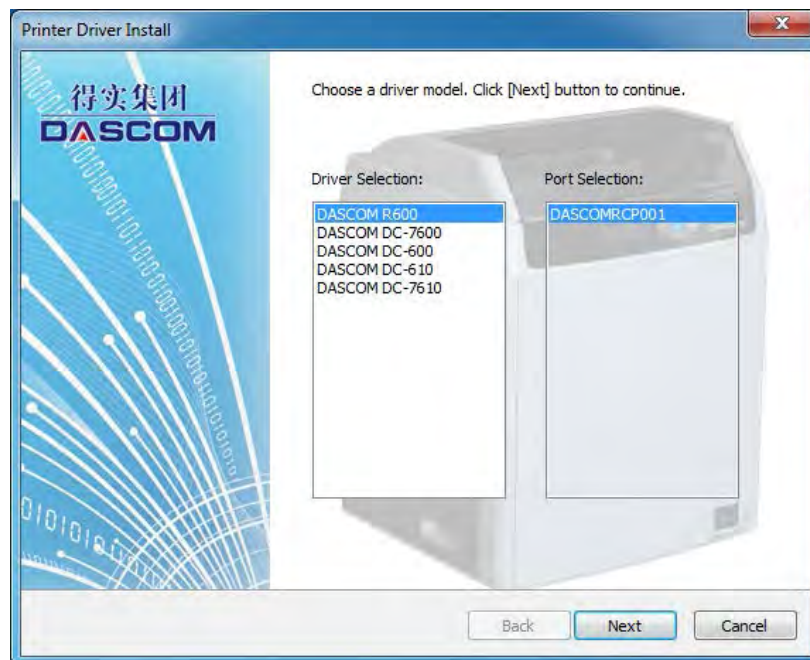 Printer Driver Install
得实集团
DASCOM
Choose a driver model. Click [Next] button to continue.
Driver Selection:
DASCOM R600
DASCOM DC-7600
DASCOM DC-600
DASCOM DC-610
DASCOM DC-7610
Port Selection:
DASCOMRCP001
Back
Next
Cancel